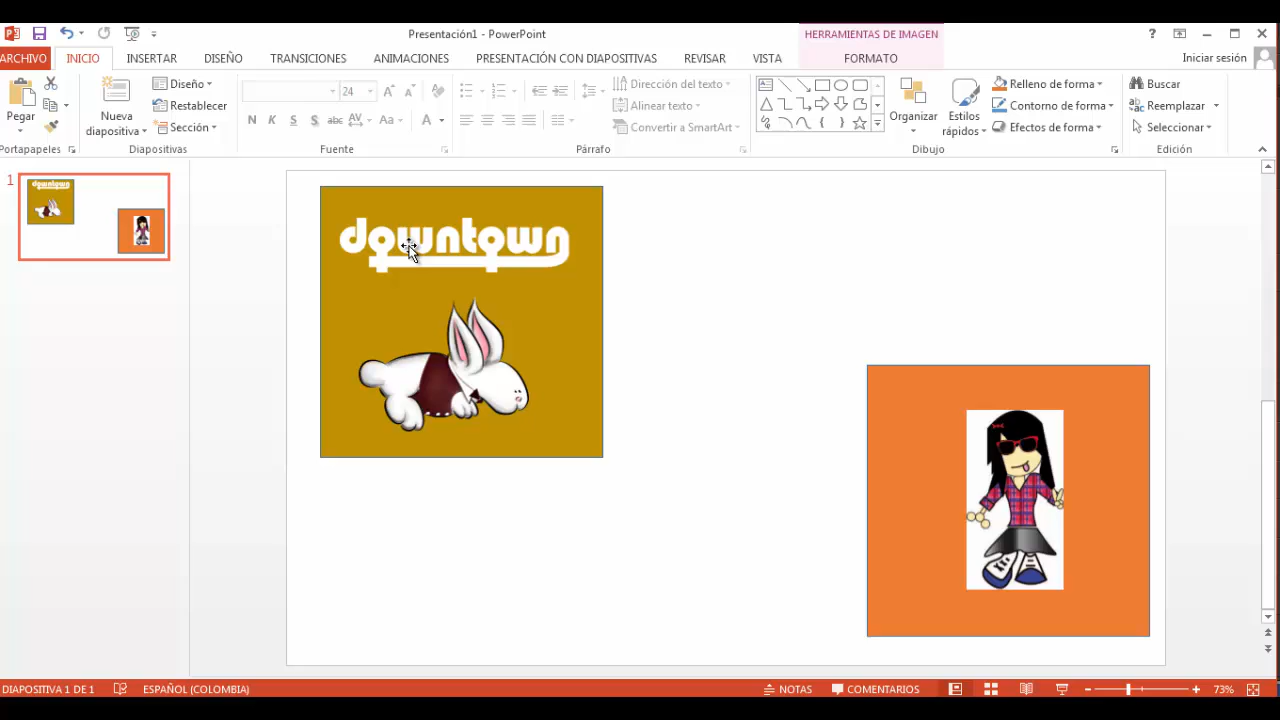 Presentación1 - PowerPoint
HERRAMIENTAS DE IMAGEN
?
ARCHIVO INICIO INSERTAR DISEÑO TRANSICIONES ANIMACIONES PRESENTACIÓN CON DIAPOSITIVAS REVISAR VISTA FORMATO Iniciar sesión
Pegar
Nueva diapositiva
Diseño
Restablecer
Sección
24
N K S S abc AV Aa A
Dirección del texto
Alinear texto
Convertir a SmartArt
Organizar
Estilos rápidos
Relleno de forma
Contorno de forma
Efectos de forma
Buscar
Reemplazar
Seleccionar
Portapapeles Diapositivas Fuente Párrafo Dibujo Edición
1
downtown
downtown
DIAPOSITIVA 1 DE 1 ESPAÑOL (COLOMBIA) NOTAS COMENTARIOS 73%